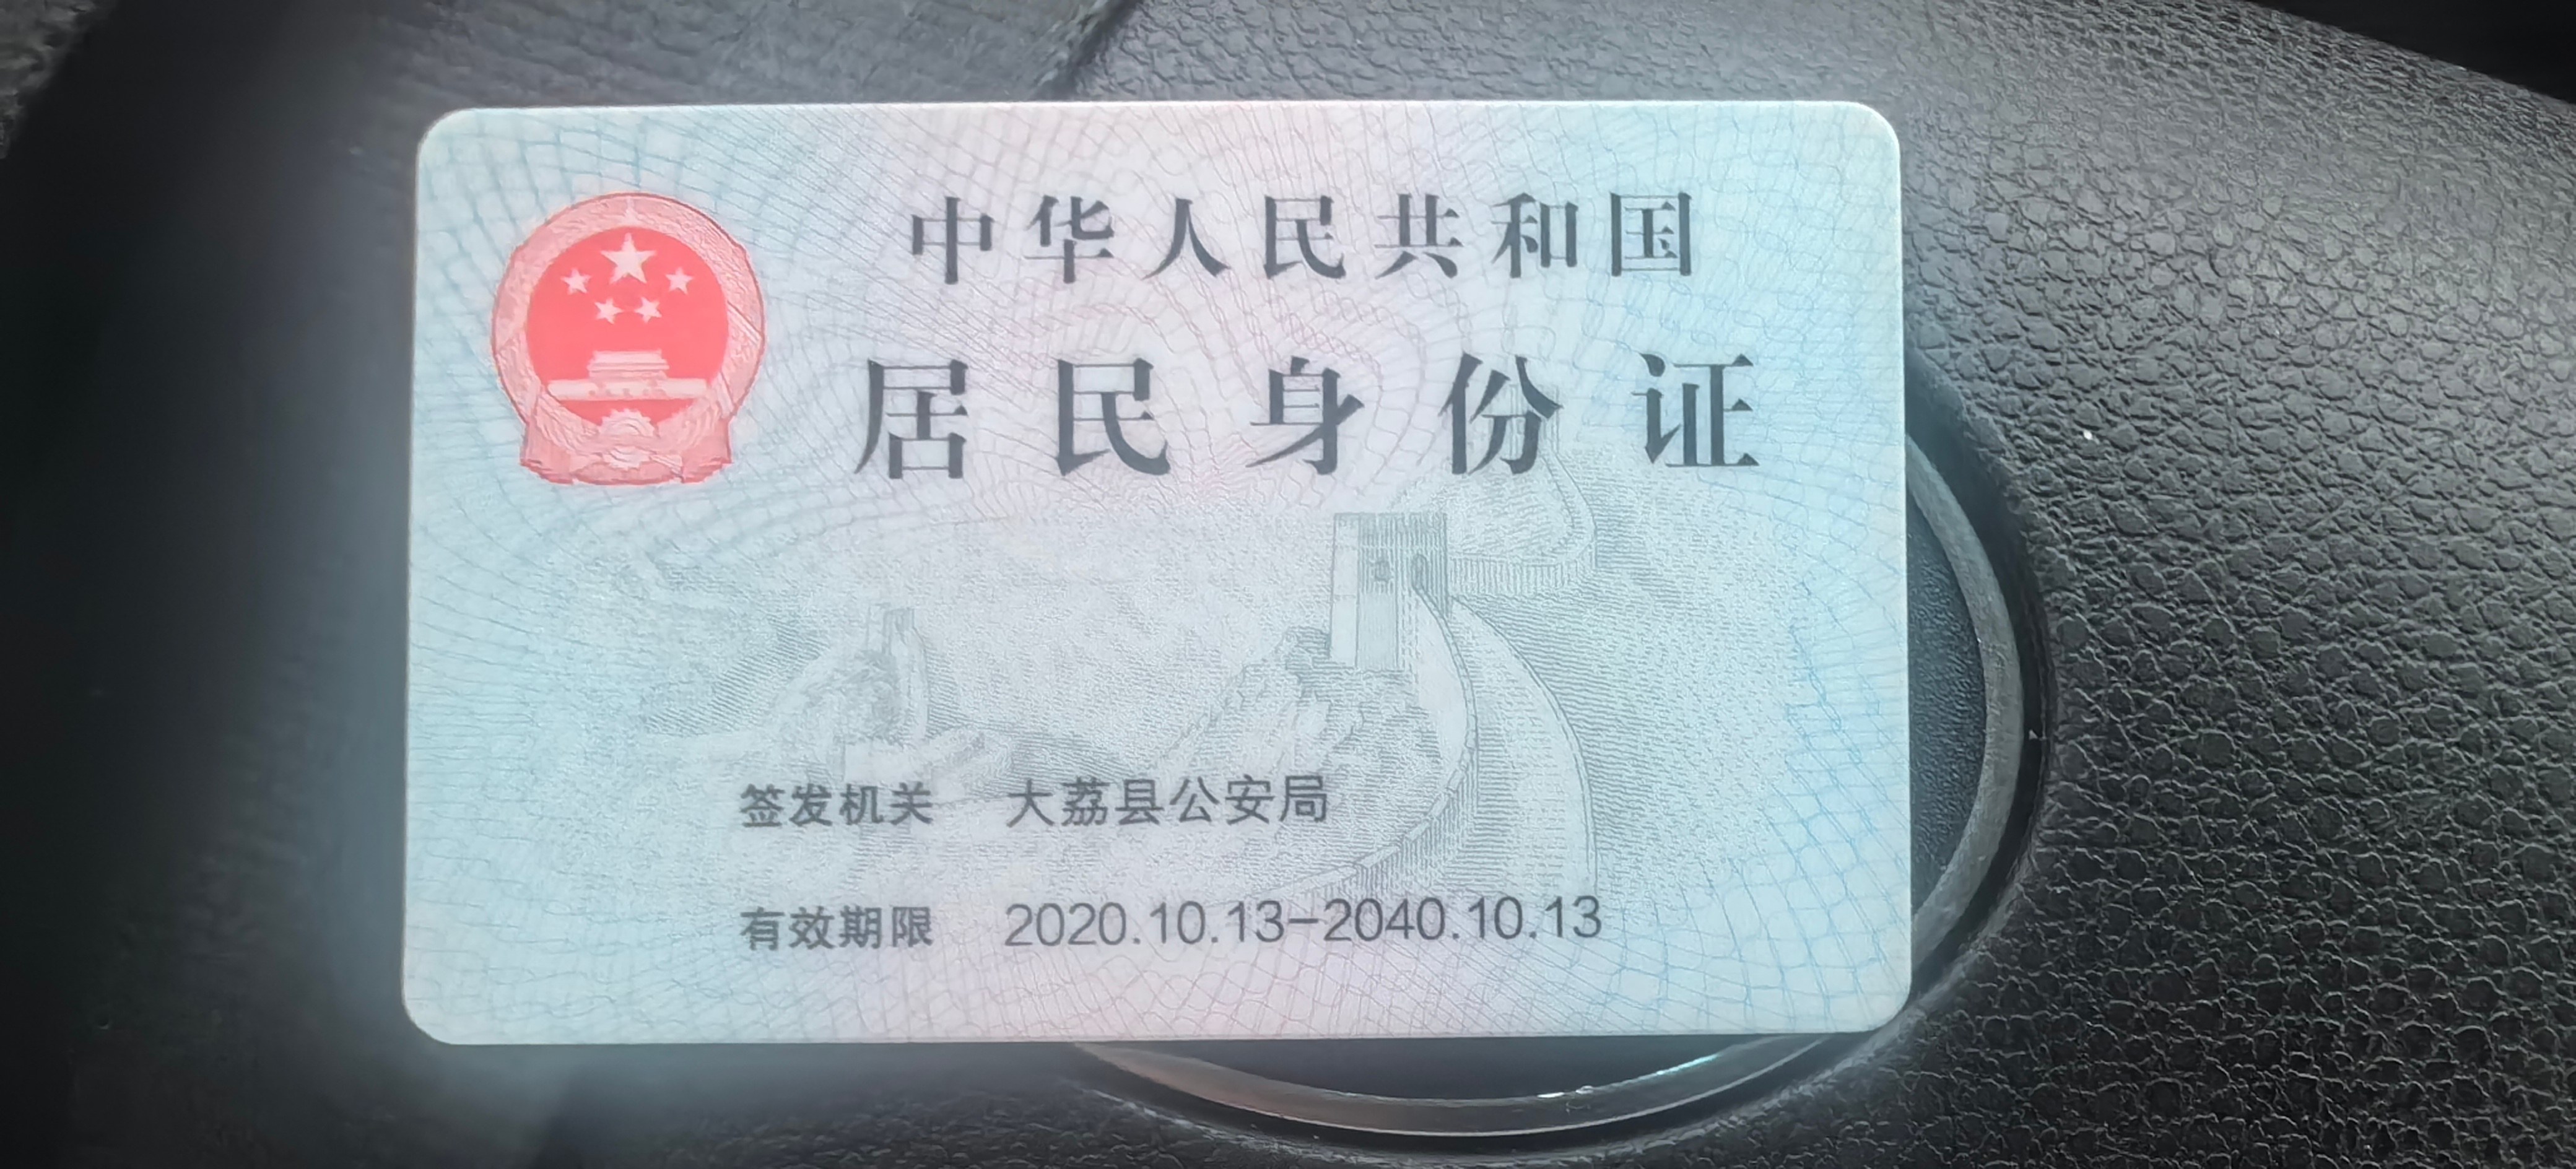 中华人民共和国
居民身份证
签发机关 大荔县公安局
有效期限 2020.10.13-2040.10.13